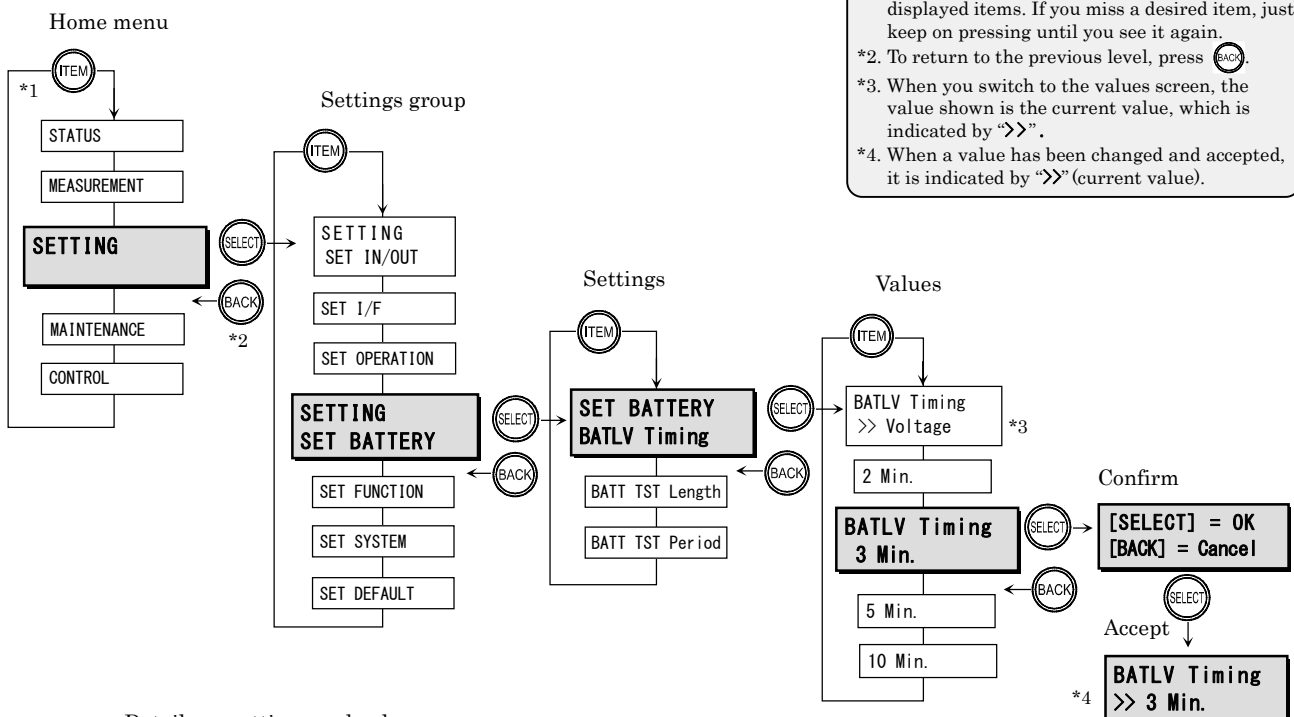 Home menu
ITEM
*1
STATUS
MEASUREMENT
SETTING
SELECT
BACK
*2
MAINTENANCE
CONTROL
Settings group
ITEM
SETTING
SET IN/OUT
SET I/F
SET OPERATION
SETTING
SET BATTERY
SELECT
BACK
SET FUNCTION
SET SYSTEM
SET DEFAULT
Settings
ITEM
SET BATTERY
BATLV Timing
SELECT
BACK
BATT TST Length
BATT TST Period
Values
ITEM
BATLV Timing
>> Voltage
*3
2 Min.
BATLV Timing
3 Min.
SELECT
BACK
5 Min.
10 Min.
Confirm
[SELECT] = OK
[BACK] = Cancel
SELECT
Accept
BATLV Timing
>> 3 Min.
*4
displayed items. If you miss a desired item, just
keep on pressing until you see it again.
*2. To return to the previous level, press BACK.
*3. When you switch to the values screen, the
value shown is the current value, which is
indicated by “>>”.
*4. When a value has been changed and accepted,
it is indicated by “>>” (current value).